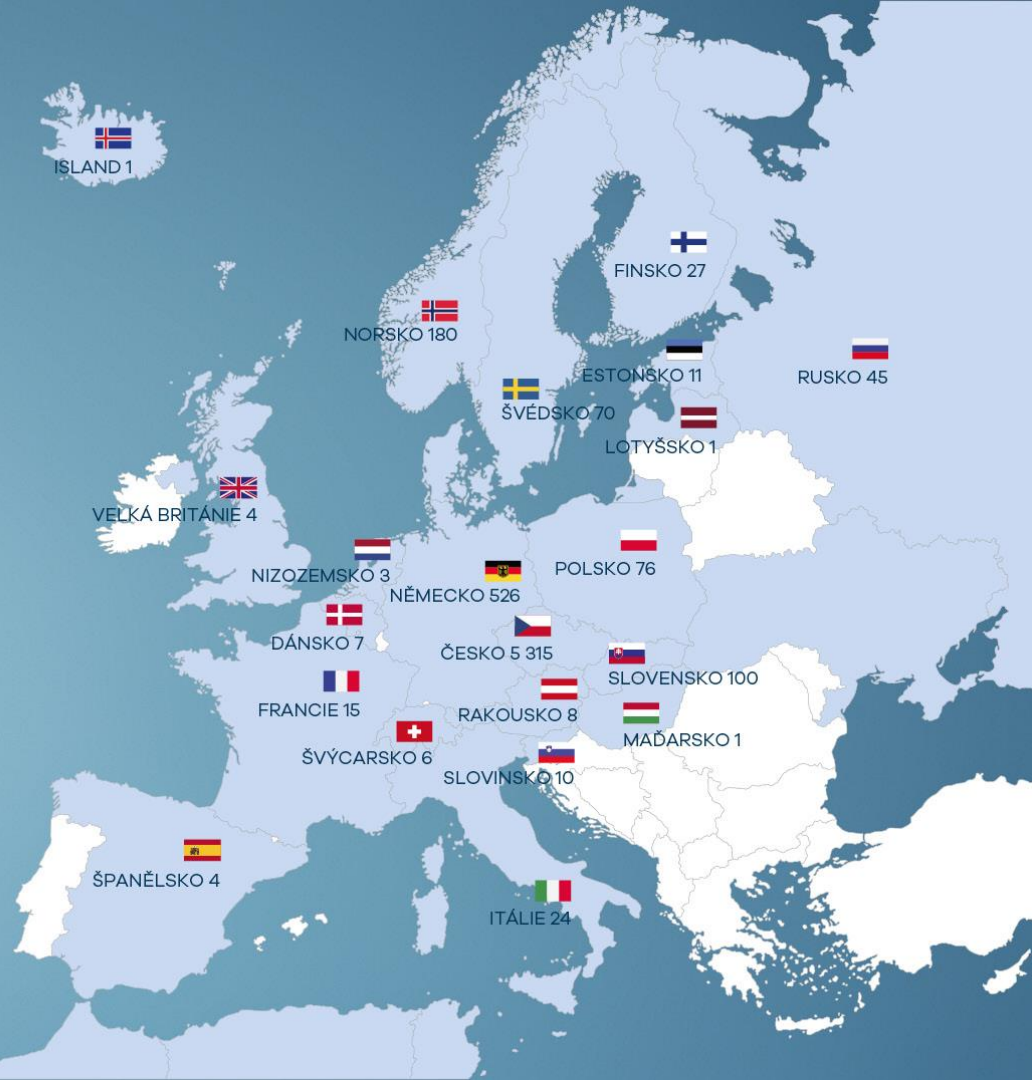 ISLAND 1
FINSKO 27
NORSKO 180
ESTONSKO 11
RUSKO 45
ŠVÉDSKO 70
LOTYŠSKO 1
VELKÁ BRITÁNIE 4
POLSKO 76
NIZOZEMSKO 3
NĚMECKO 526
DÁNSKO 7
ČESKO 5 315
SLOVENSKO 100
FRANCIE 15
RAKOUSKO 8
MAĎARSKO 1
ŠVÝCARSKO 6
SLOVINSKO 10
ŠPANĚLSKO 4
ITÁLIE 24